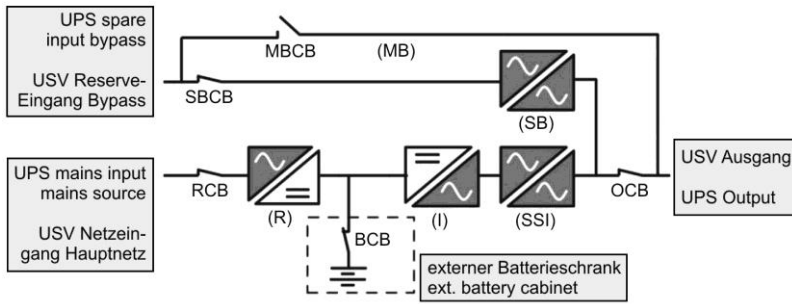 UPS spare
input bypass
USV Reserve-
Eingang Bypass
MBCB
(MB)
SBCB
(SB)
UPS mains input
mains source
USV Netzein-
gang Hauptnetz
RCB
(R)
(I)
(SSI)
OCB
USV Ausgang
UPS Output
BCB
externer Batterieschrank
ext. battery cabinet